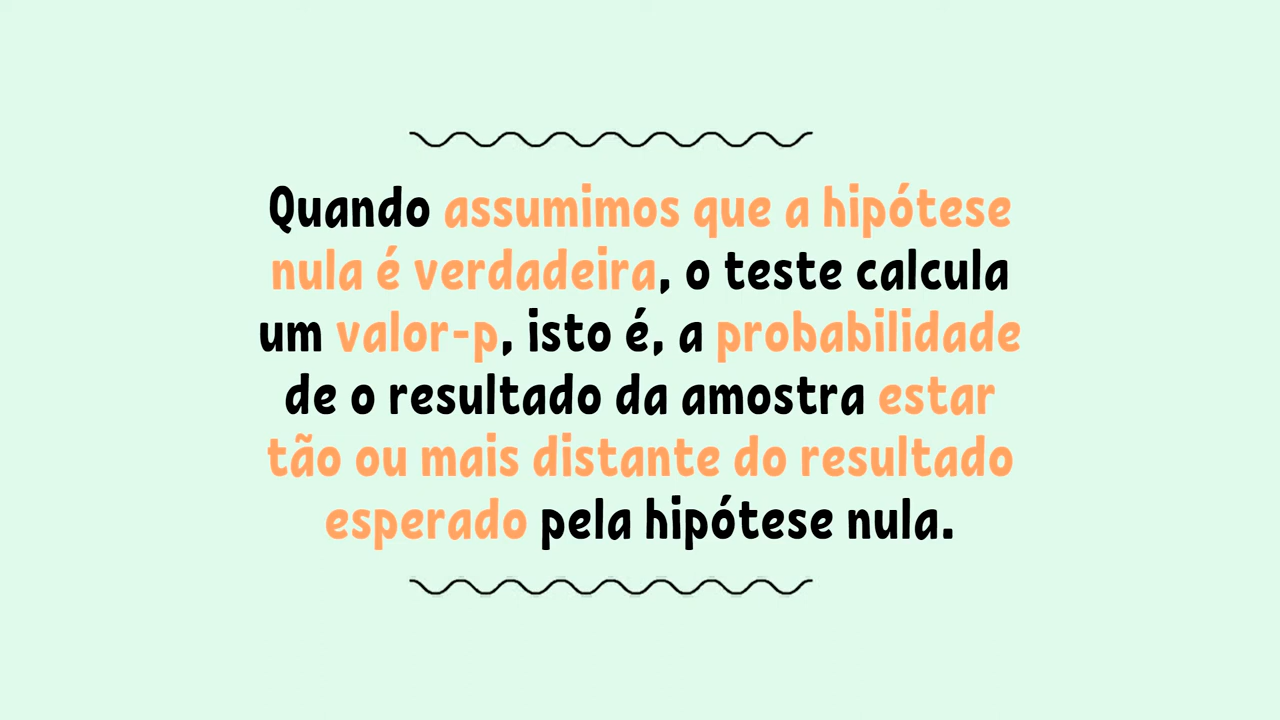 Quando assumimos que a hipótese
nula é verdadeira, o teste calcula
um valor-p, isto é, a probabilidade
de o resultado da amostra estar
tão ou mais distante do resultado
esperado pela hipótese nula.